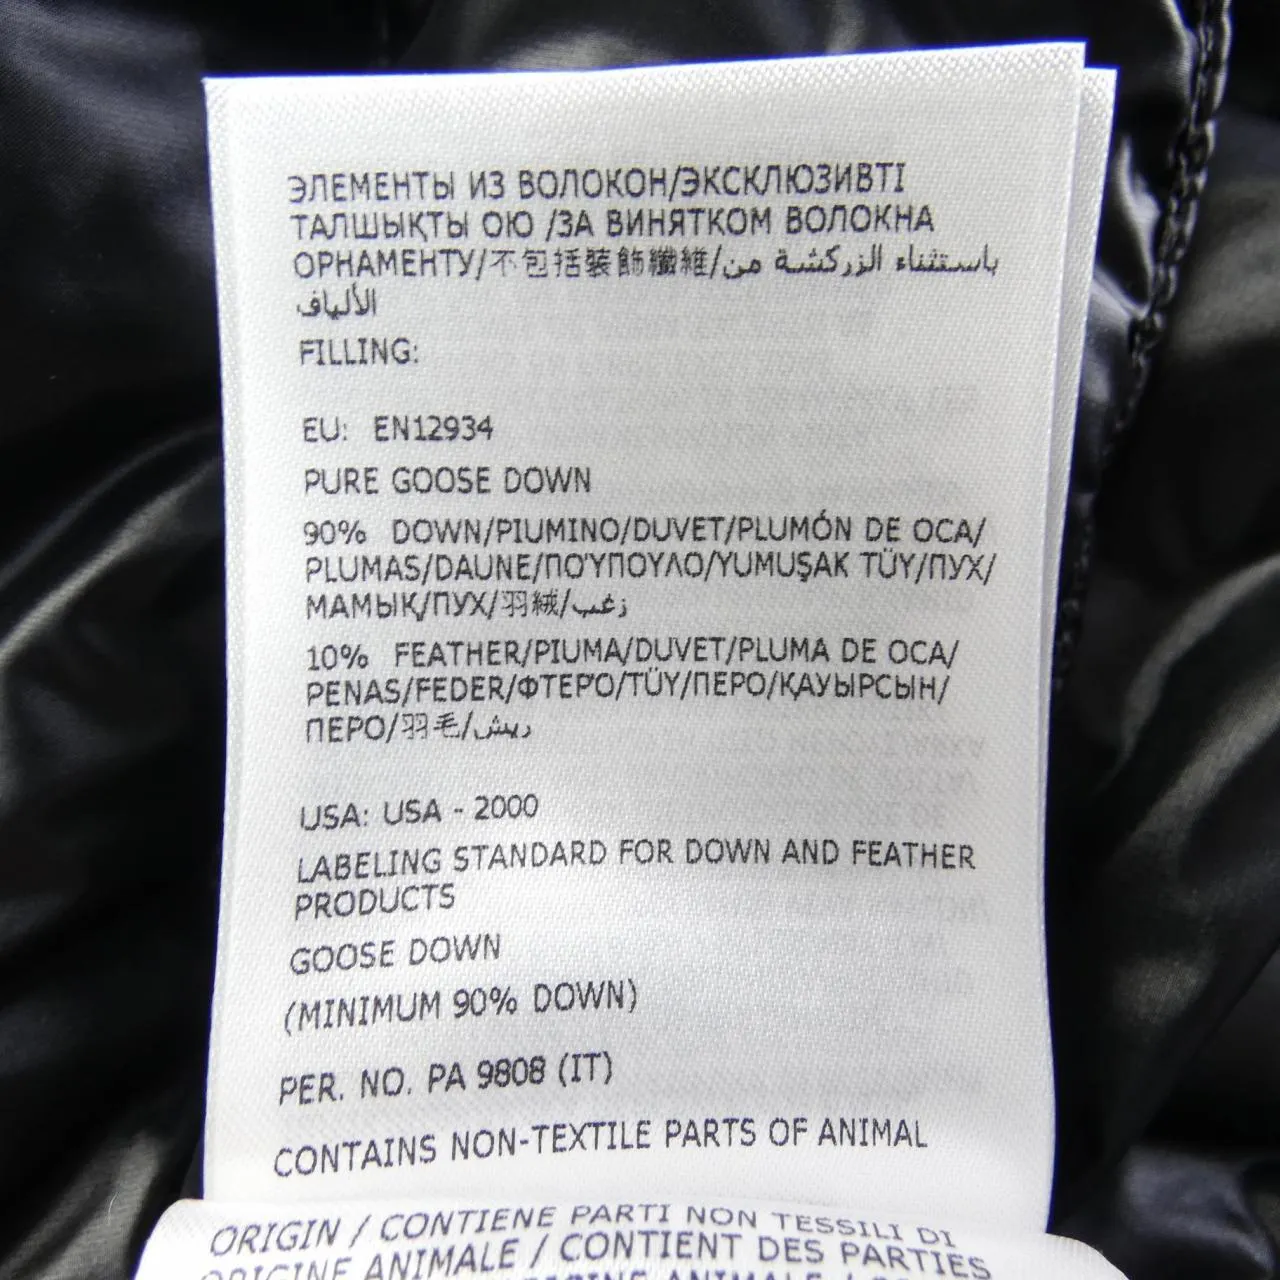 ЭЛЕМЕНТЫ ИЗ ВОЛОКОН/ЭКСКЛЮЗИВТІ
ТАЛШЫҚТЫ ОЮ /ЗА ВИНЯТКОМ ВОЛОКНА
ОРНАМЕНТУ/不包括裝飾纖維/باستثناء الزركشة من
الألياف
FILLING:
EU: EN12934
PURE GOOSE DOWN
90% DOWN/PIUMINO/DUVET/PLUMÓN DE OCA/
PLUMAS/DAUNE/ΠΟΎΠΟΥΛΟ/YUMUŞAK TÜY/ПУХ/
МАМЫҚ/ПУХ/羽絨/زغب
10% FEATHER/PIUMA/DUVET/PLUMA DE OCA/
PENAS/FEDER/ΦΤΕΡΌ/TÜY/ПЕРО/ҚАУЫРСЫН/
ПЕРО/羽毛/ريش
USA: USA - 2000
LABELING STANDARD FOR DOWN AND FEATHER
PRODUCTS
GOOSE DOWN
(MINIMUM 90% DOWN)
PER. NO. PA 9808 (IT)
CONTAINS NON-TEXTILE PARTS OF ANIMAL
ORIGIN / CONTIENE PARTI NON TESSILI DI
ORIGINE ANIMALE / CONTIENT DES PARTIES
ORIGINE ANIMALE /